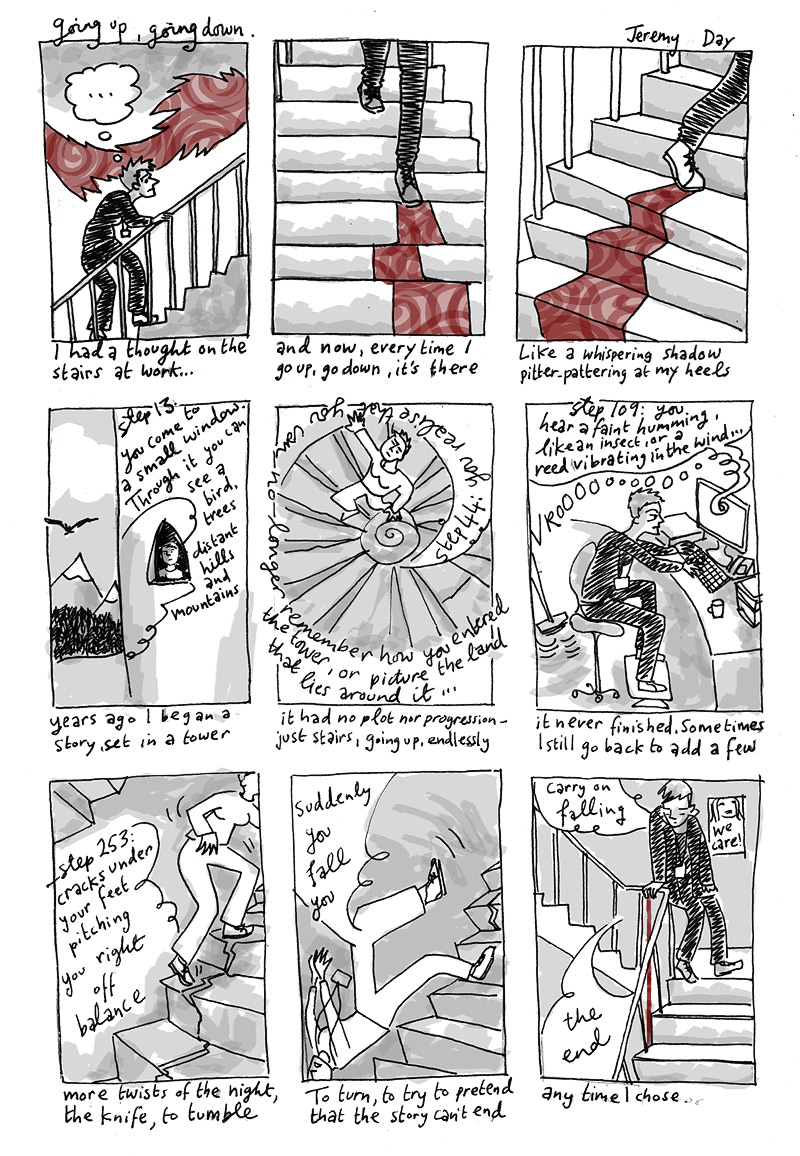 going up, going down.
Jeremy Day
...
I had a thought on the
stairs at work...
and now, every time I
go up, go down, it's there
Like a whispering shadow
pitter-pattering at my heels
step 13:
you come to
a small window.
Through it you can
see a
bird,
trees
distant
hills
and
mountains
years ago I began a
story, set in a tower
step 44:
you realise that you can
no longer
remember how you entered
the tower, or picture the land
that lies around it...
it had no plot nor progression –
just stairs, going up, endlessly
step 109: you
hear a faint humming,
like an insect, or a
reed vibrating in the wind...
VROOOOOOOOOOO
it never finished. Sometimes
I still go back to add a few
step 253:
cracks under
your feet
pitching
you right
off
balance
more twists of the night,
the knife, to tumble
Suddenly
you
fall
you
To turn, to try to pretend
that the story can't end
carry on
falling
we
care!
the
end
any time I chose.